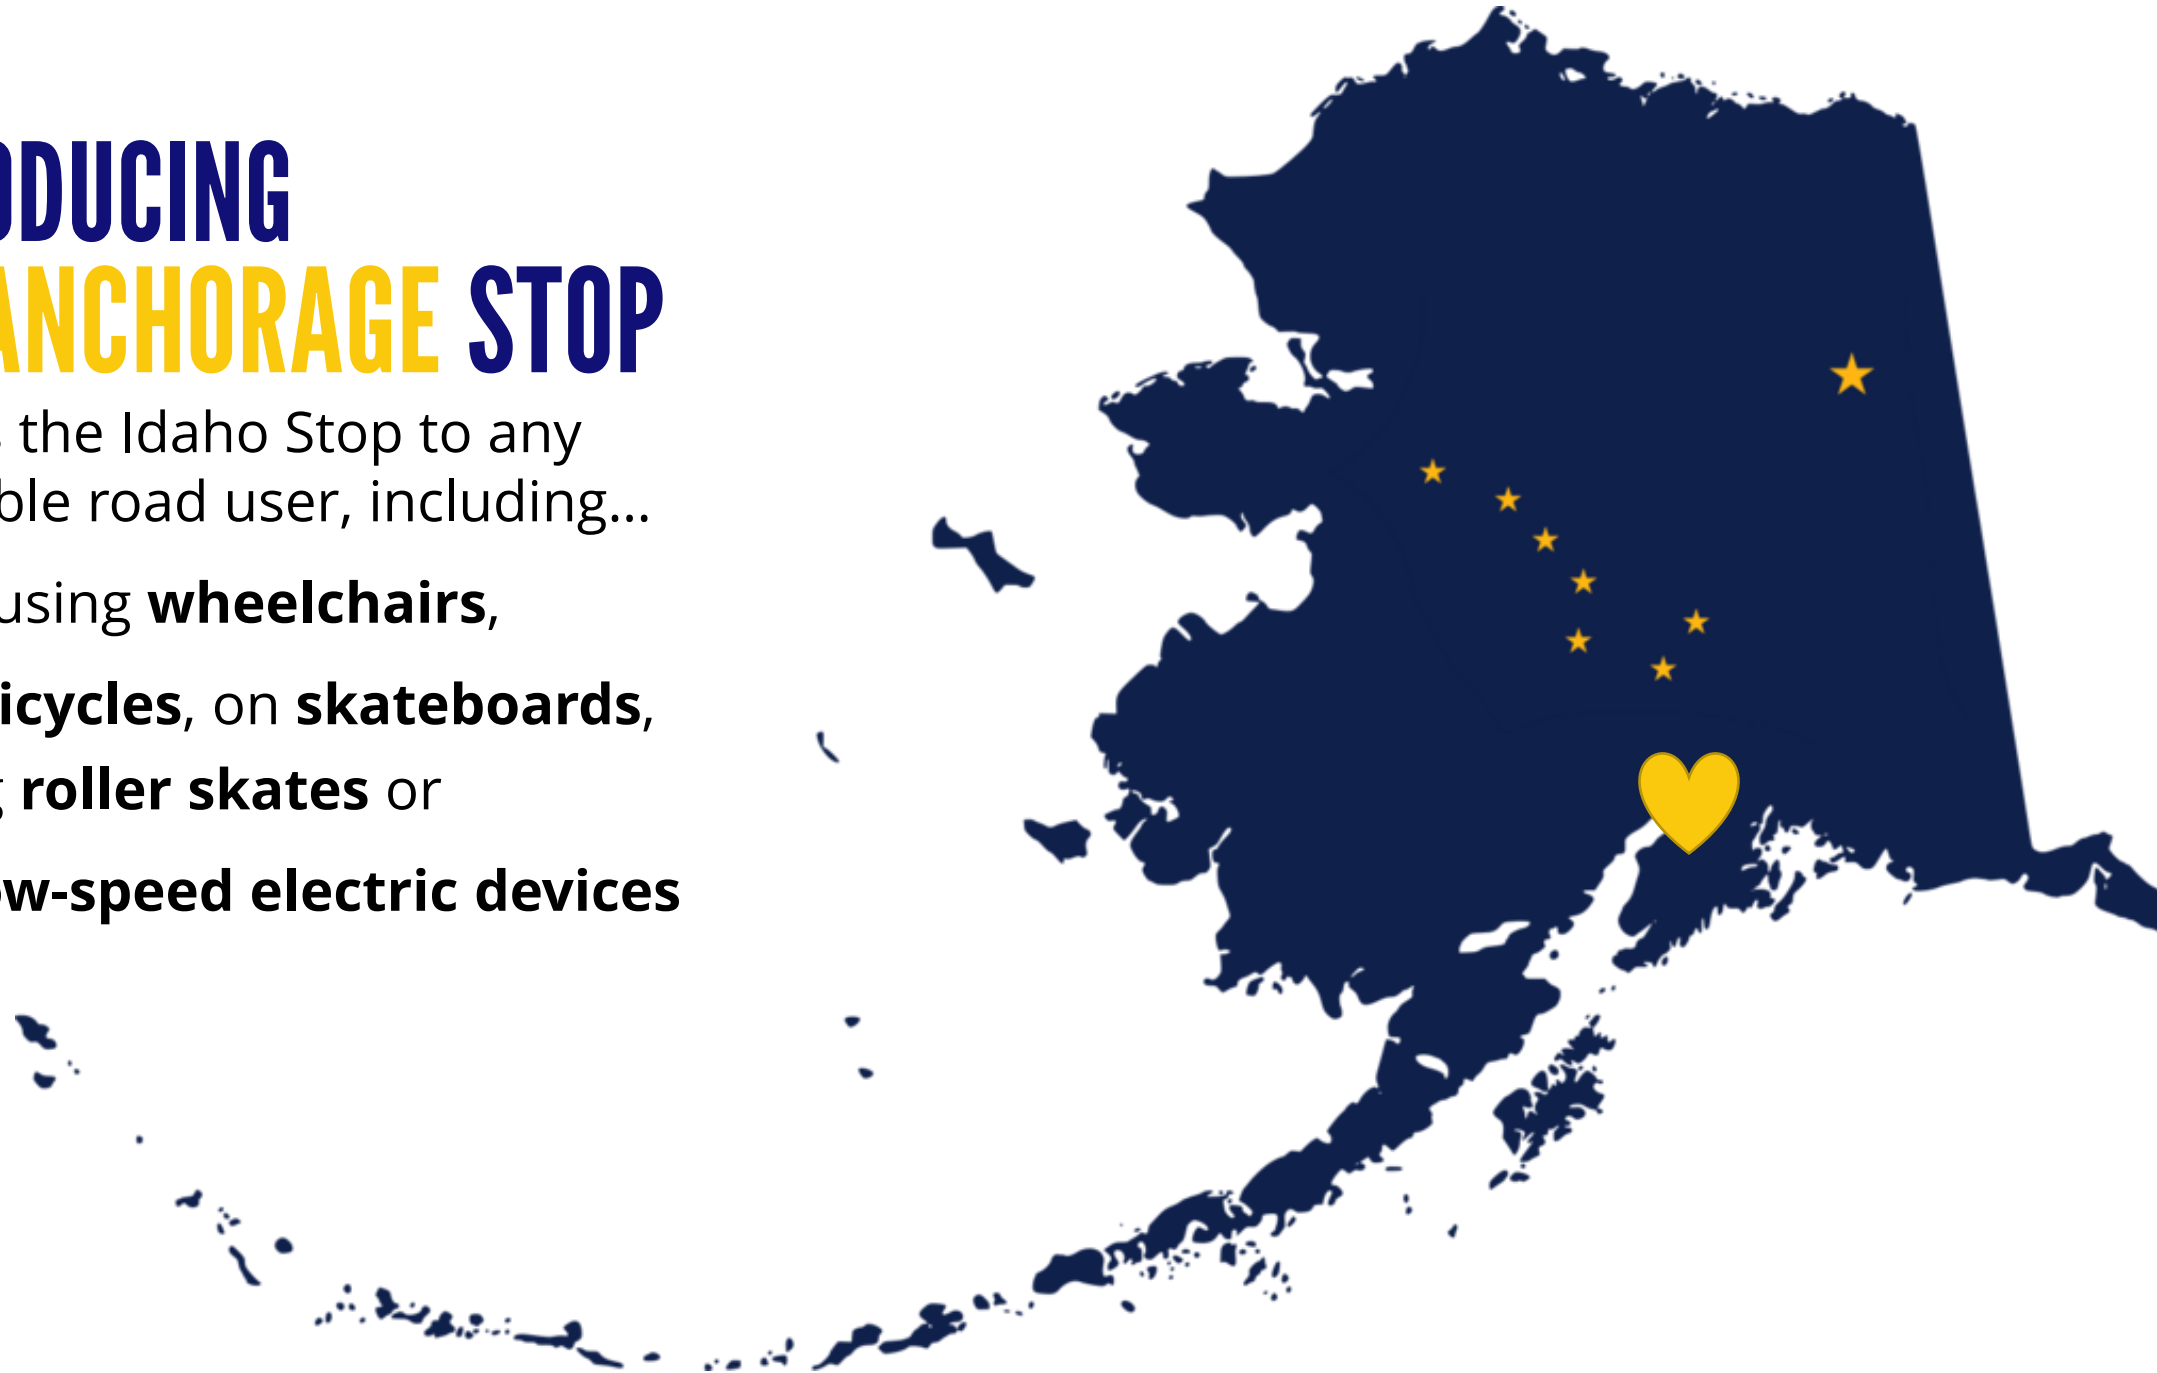 ODUCING
ANCHORAGE STOP
the Idaho Stop to any
ble road user, including...
using wheelchairs,
icycles, on skateboards,
roller skates or
ow-speed electric devices